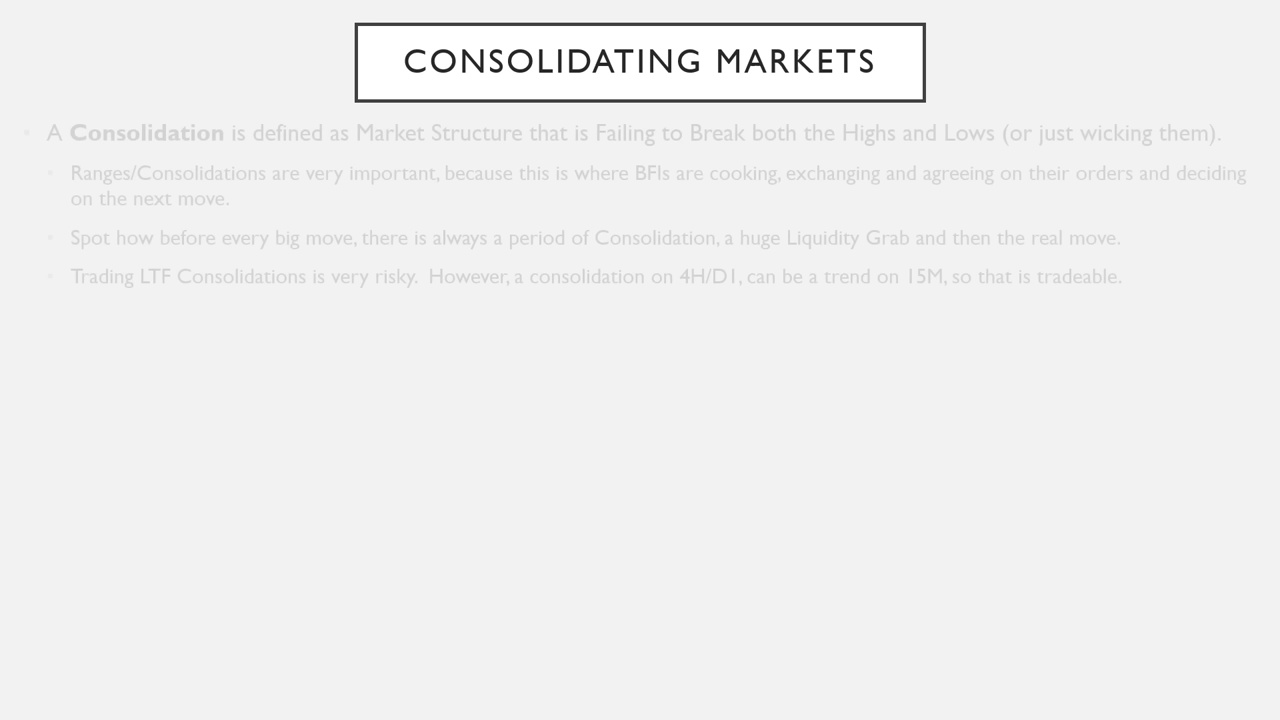 CONSOLIDATING MARKETS
• A Consolidation is defined as Market Structure that is Failing to Break both the Highs and Lows (or just wicking them).
• Ranges/Consolidations are very important, because this is where BFIs are cooking, exchanging and agreeing on their orders and deciding
on the next move.
• Spot how before every big move, there is always a period of Consolidation, a huge Liquidity Grab and then the real move.
• Trading LTF Consolidations is very risky.  However, a consolidation on 4H/D1, can be a trend on 15M, so that is tradeable.